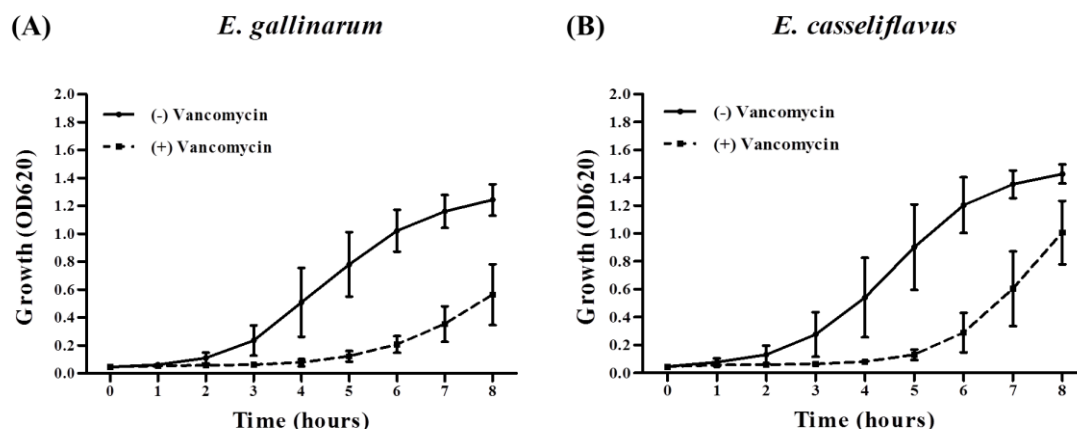 (A) E. gallinarum
2.0
1.8
1.6
1.4
1.2
1.0
0.8
0.6
0.4
0.2
0.0
Growth (OD620)
(-) Vancomycin
(+) Vancomycin
0 1 2 3 4 5 6 7 8
Time (hours)
(B) E. casseliflavus
2.0
1.8
1.6
1.4
1.2
1.0
0.8
0.6
0.4
0.2
0.0
Growth (OD620)
(-) Vancomycin
(+) Vancomycin
0 1 2 3 4 5 6 7 8
Time (hours)